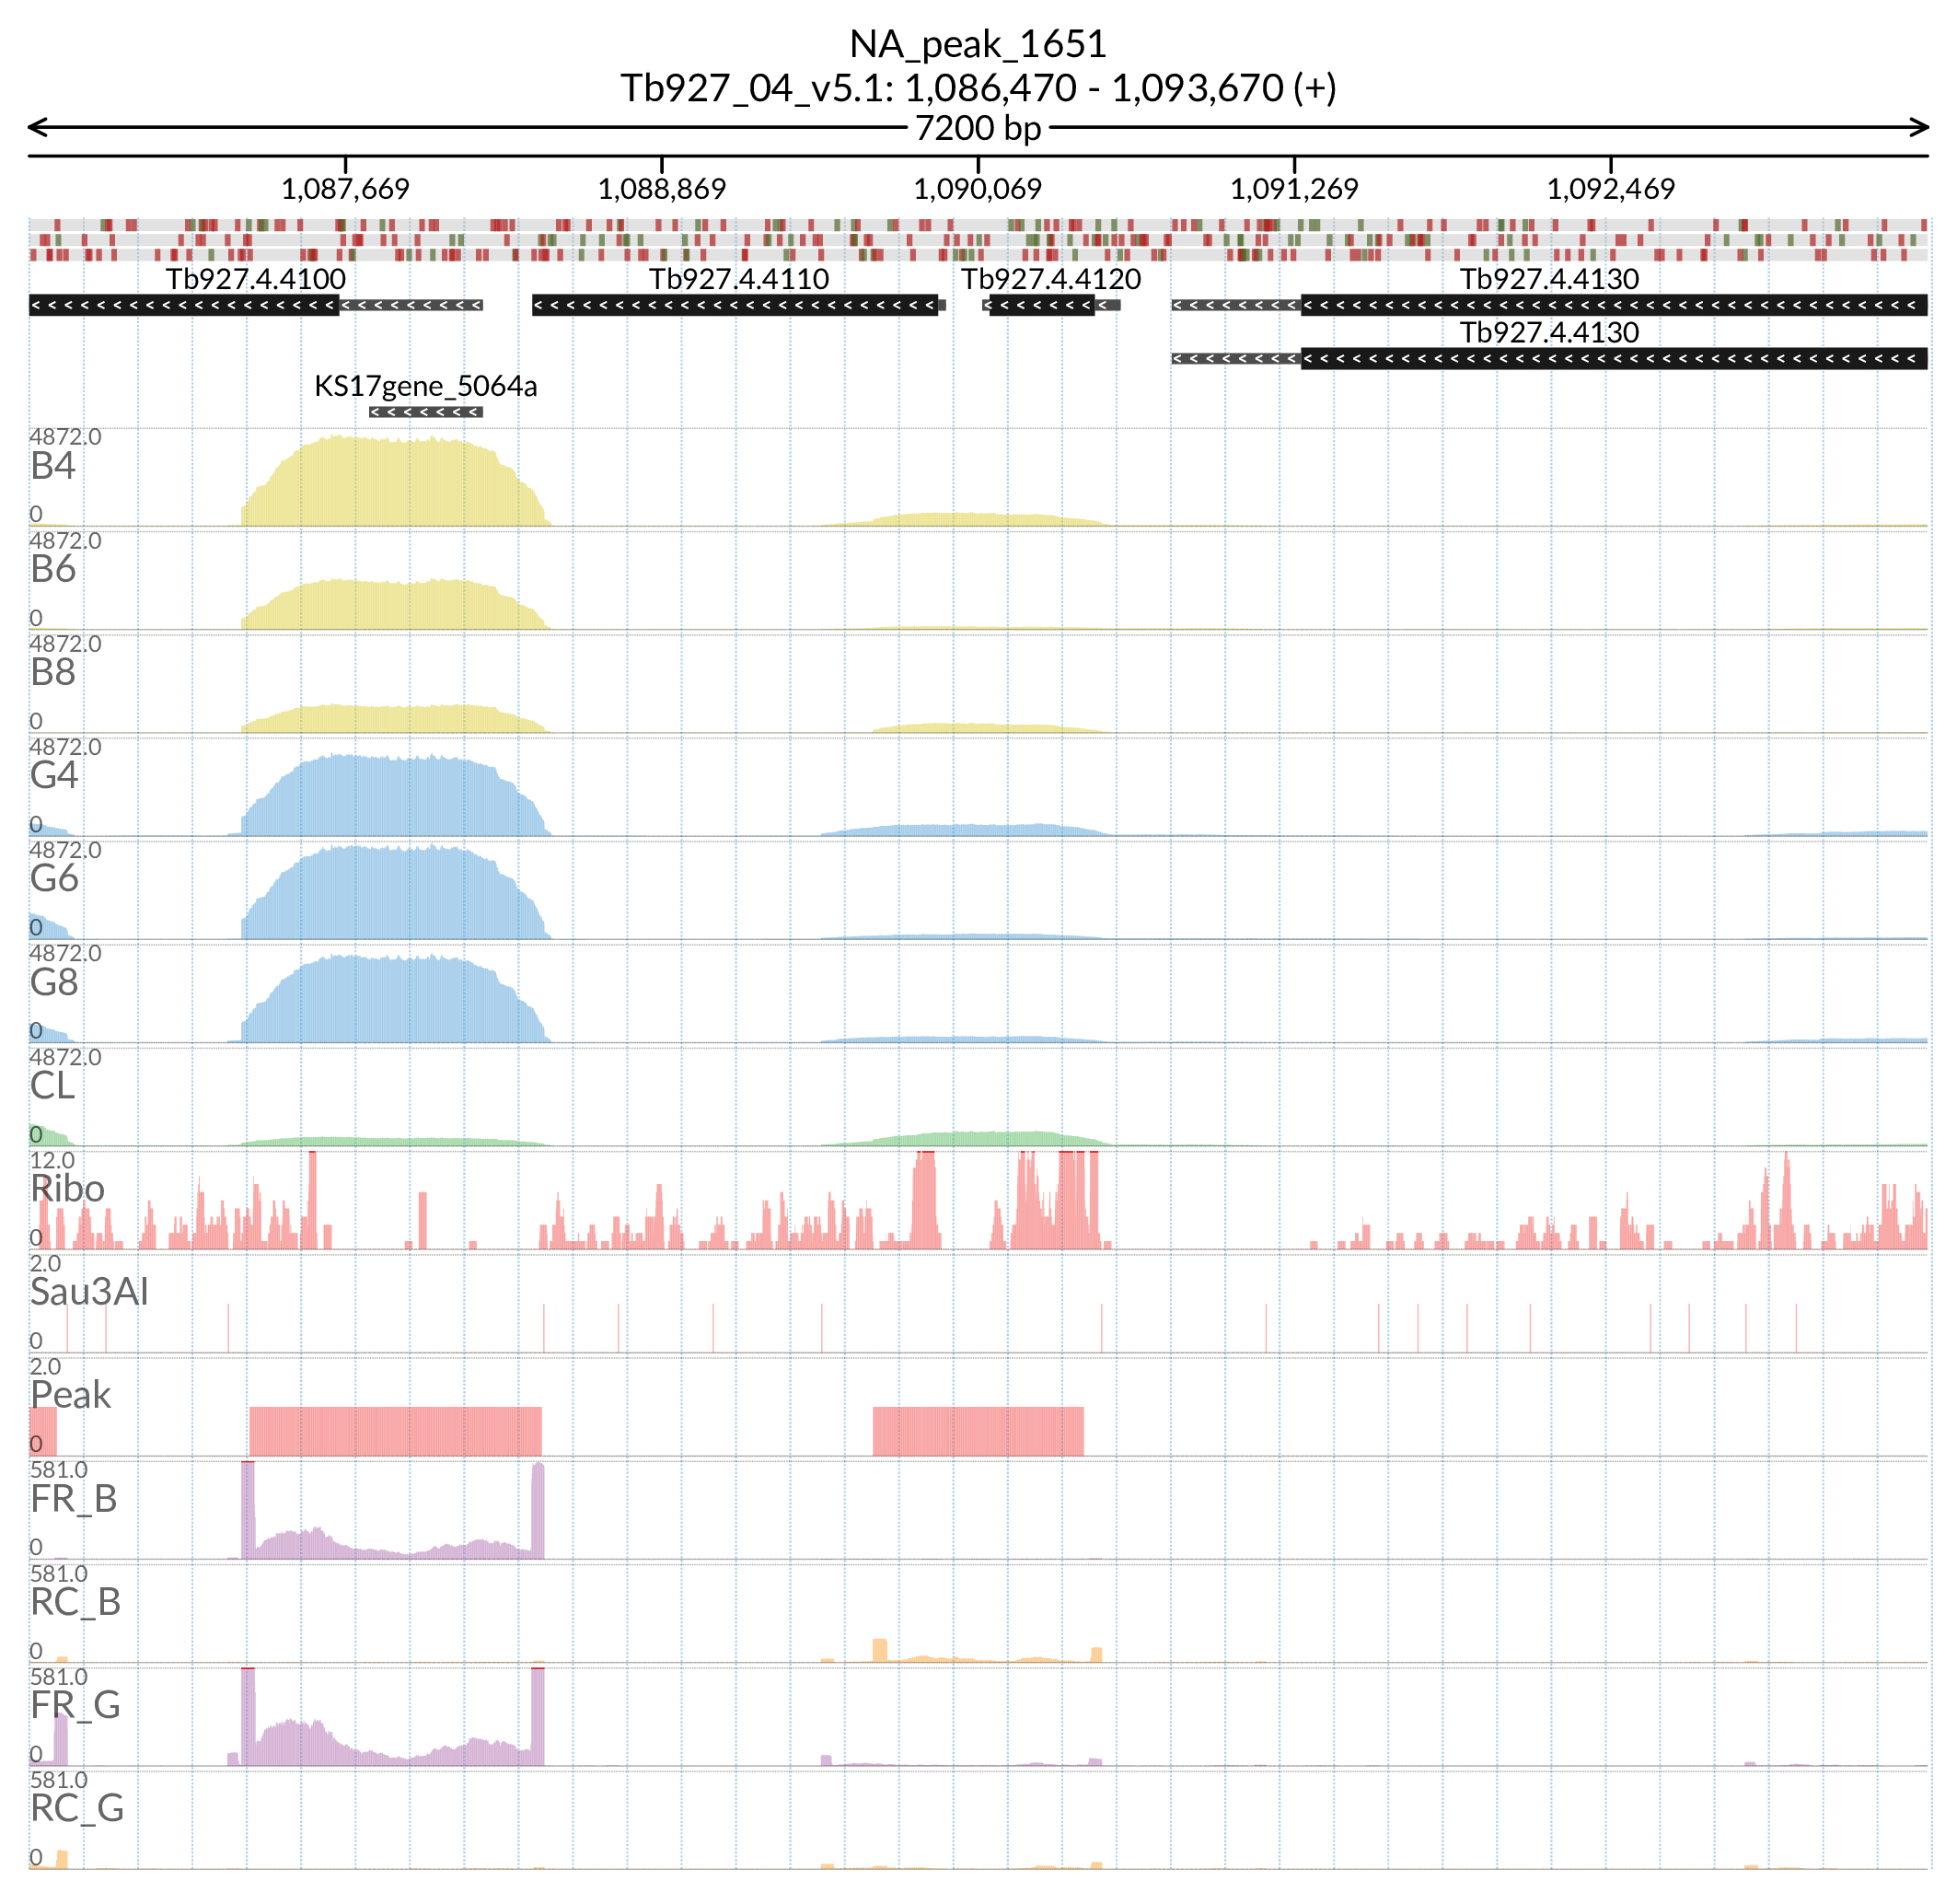 NA_peak_1651
Tb927_04_v5.1: 1,086,470 - 1,093,670 (+)
7200 bp
1,087,669 1,088,869 1,090,069 1,091,269 1,092,469
Tb927.4.4100 Tb927.4.4110 Tb927.4.4120 Tb927.4.4130
Tb927.4.4130
KS17gene_5064a
4872.0
B4
0
4872.0
B6
0
4872.0
B8
0
4872.0
G4
0
4872.0
G6
0
4872.0
G8
0
4872.0
CL
0
12.0
Ribo
0
2.0
Sau3AI
0
2.0
Peak
0
581.0
FR_B
0
581.0
RC_B
0
581.0
FR_G
0
581.0
RC_G
0